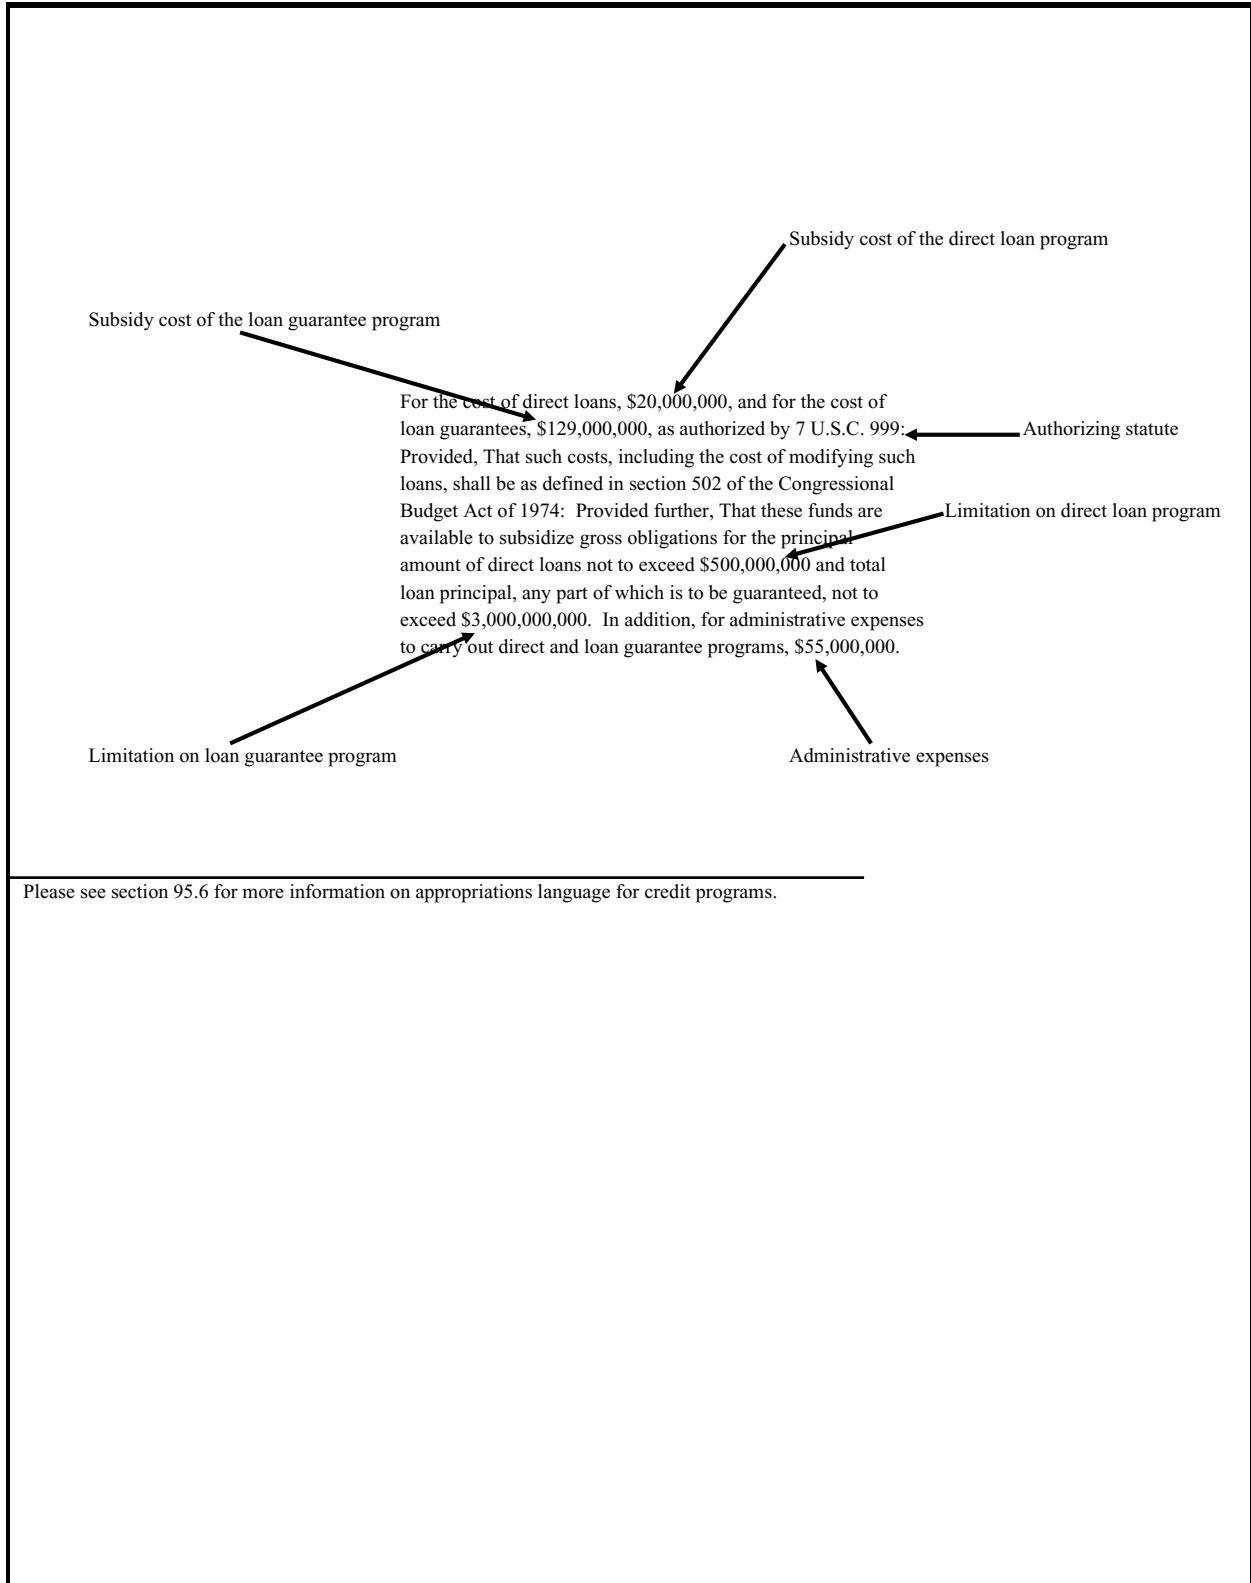 Subsidy cost of the direct loan program
Subsidy cost of the loan guarantee program
For the cost of direct loans, $20,000,000, and for the cost of
loan guarantees, $129,000,000, as authorized by 7 U.S.C. 999:
Authorizing statute
Provided, That such costs, including the cost of modifying such
loans, shall be as defined in section 502 of the Congressional
Budget Act of 1974:  Provided further, That these funds are
Limitation on direct loan program
available to subsidize gross obligations for the principal
amount of direct loans not to exceed $500,000,000 and total
loan principal, any part of which is to be guaranteed, not to
exceed $3,000,000,000.  In addition, for administrative expenses
to carry out direct and loan guarantee programs, $55,000,000.
Limitation on loan guarantee program
Administrative expenses
Please see section 95.6 for more information on appropriations language for credit programs.